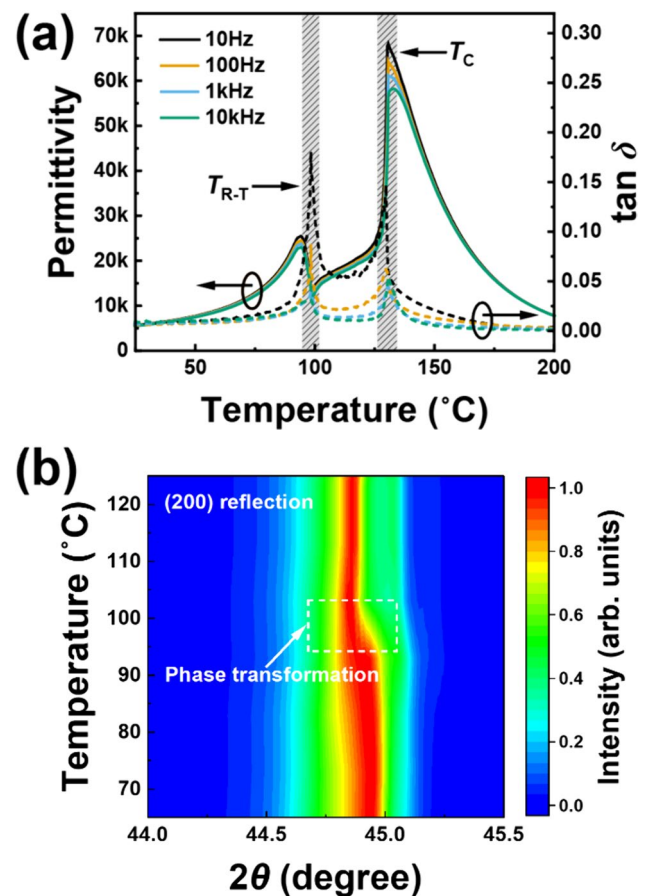 (a)
70k
60k
50k
40k
30k
20k
10k
0
Permittivity
10Hz
100Hz
1kHz
10kHz
TR-T
TC
0.30
0.25
0.20
0.15
0.10
0.05
0.00
tan δ
50
100
150
200
Temperature (°C)
(b)
120
110
100
90
80
70
Temperature (°C)
(200) reflection
Phase transformation
44.0
44.5
45.0
45.5
2θ (degree)
1.0
0.8
0.6
0.4
0.2
0.0
Intensity (arb. units)